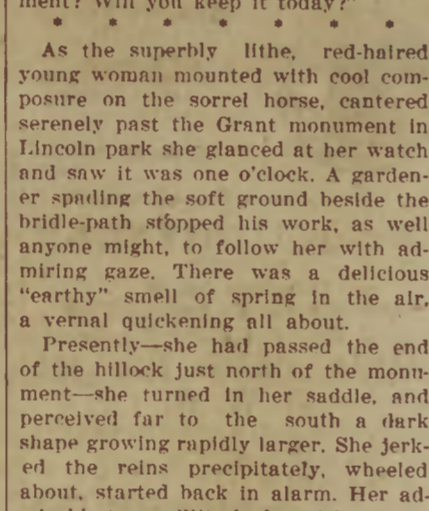 ment? Will you keep it today?"
* * * * * * *
As the superbly lithe, red-haired
young woman mounted with cool com-
posure on the sorrel horse, cantered
serenely past the Grant monument in
Lincoln park she glanced at her watch
and saw it was one o'clock. A garden-
er spading the soft ground beside the
bridle-path stopped his work, as well
anyone might, to follow her with ad-
miring gaze. There was a delicious
"earthy" smell of spring in the air,
a vernal quickening all about.
Presently—she had passed the end
of the hillock just north of the monu-
ment—she turned in her saddle, and
perceived far to the south a dark
shape growing rapidly larger. She jerk-
ed the reins precipitately, wheeled
about, started back in alarm. Her ad-